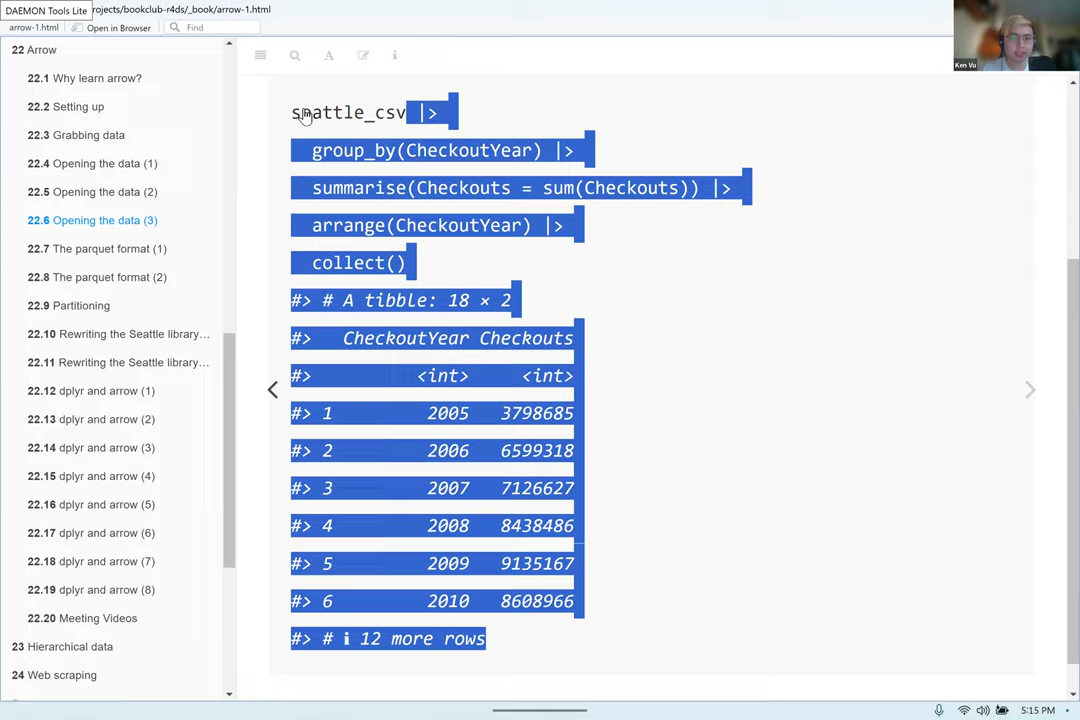 DAEMON Tools Lite
rojects/bookclub-r4ds/_book/arrow-1.html
arrow-1.html
Open in Browser
Find
22 Arrow
22.1 Why learn arrow?
22.2 Setting up
22.3 Grabbing data
22.4 Opening the data (1)
22.5 Opening the data (2)
22.6 Opening the data (3)
22.7 The parquet format (1)
22.8 The parquet format (2)
22.9 Partitioning
22.10 Rewriting the Seattle library…
22.11 Rewriting the Seattle library…
22.12 dplyr and arrow (1)
22.13 dplyr and arrow (2)
22.14 dplyr and arrow (3)
22.15 dplyr and arrow (4)
22.16 dplyr and arrow (5)
22.17 dplyr and arrow (6)
22.18 dplyr and arrow (7)
22.19 dplyr and arrow (8)
22.20 Meeting Videos
23 Hierarchical data
24 Web scraping
seattle_csv |>
group_by(CheckoutYear) |>
summarise(Checkouts = sum(Checkouts)) |>
arrange(CheckoutYear) |>
collect()
#> # A tibble: 18 × 2
#> CheckoutYear Checkouts
#> <int> <int>
#> 1 2005 3798685
#> 2 2006 6599318
#> 3 2007 7126627
#> 4 2008 8438486
#> 5 2009 9135167
#> 6 2010 8608966
#> # ℹ 12 more rows
Ken Vu
5:15 PM